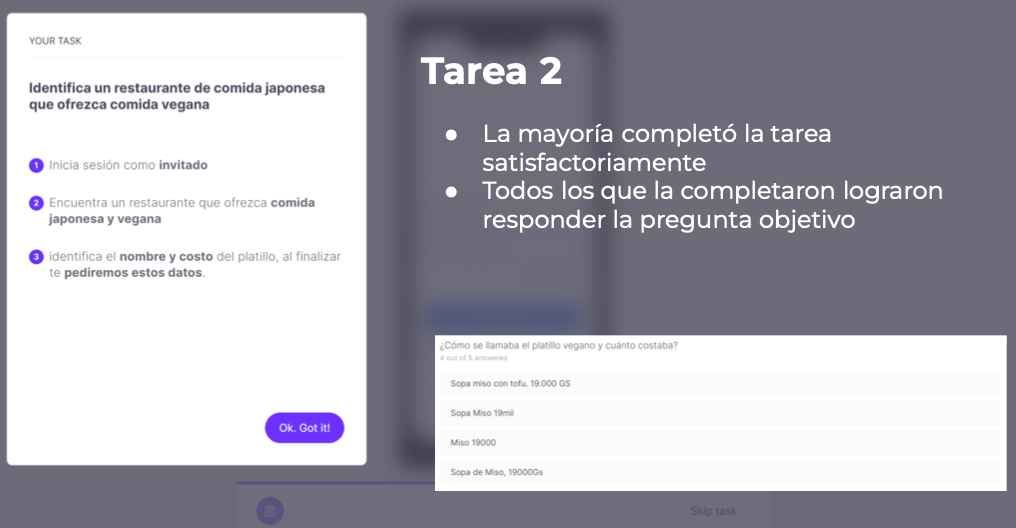 YOUR TASK
Identifica un restaurante de comida japonesa
que ofrezca comida vegana
1 Inicia sesión como invitado
2 Encuentra un restaurante que ofrezca comida
japonesa y vegana
3 identifica el nombre y costo del platillo, al finalizar
te pediremos estos datos.
Ok. Got it!
Tarea 2
● La mayoría completó la tarea
satisfactoriamente
● Todos los que la completaron lograron
responder la pregunta objetivo
¿Cómo se llamaba el platillo vegano y cuánto costaba?
4 out of 5 answered
Sopa miso con tofu. 19.000 GS
Sopa Miso 19mil
Miso 19000
Sopa de Miso, 19000Gs
Skip task